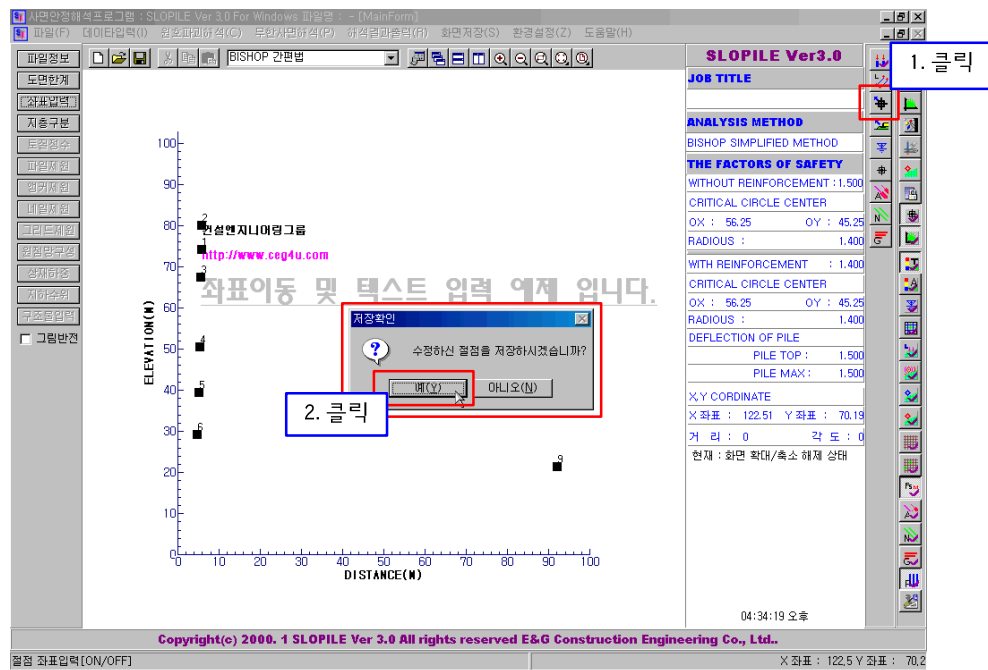 사면안정해석프로그램 : SLOPILE Ver 3.0 For Windows 파일명 : - [MainForm]
파일(F) 데이타입력(I) 원호파괴해석(C) 무한사면해석(P) 해석결과출력(R) 화면저장(S) 환경설정(Z) 도움말(H)
파일정보
BISHOP 간편법
SLOPILE Ver3.0
1. 클릭
도면한계
좌표입력
지층구분
토질정수
파일제원
앵커제원
네일제원
그리드제원
원점망구성
상재하중
지하수위
구조물입력
그림반전
JOB TITLE
ANALYSIS METHOD
BISHOP SIMPLIFIED METHOD
THE FACTORS OF SAFETY
WITHOUT REINFORCEMENT : 1.500
CRITICAL CIRCLE CENTER
OX : 56.25 OY : 45.25
RADIOUS : 1.400
WITH REINFORCEMENT : 1.400
CRITICAL CIRCLE CENTER
OX : 56.25 OY : 45.25
RADIOUS : 1.400
DEFLECTION OF PILE
PILE TOP : 1.500
PILE MAX : 1.500
X,Y CORDINATE
X 좌표 : 122.51 Y 좌표 : 70.19
거 리 : 0 각 도 : 0
현재 : 화면 확대/축소 해제 상태
04:34:19 오후
100
90
80
70
60
50
40
30
20
10
0
ELEVATION(M)
2
건설엔지니어링그룹
1
http://www.ceg4u.com
3
좌표이동 및 텍스트 입력 예제 입니다.
4
5
6
9
저장확인
수정하신 절점을 저장하시겠습니까?
예(Y) 아니오(N)
2. 클릭
0 10 20 30 40 50 60 70 80 90 100
DISTANCE(M)
Copyright(c) 2000. 1 SLOPILE Ver 3.0 All rights reserved E&G Construction Engineering Co., Ltd..
절점 좌표입력[ON/OFF]
X 좌표 : 122.5 Y 좌표 : 70.2